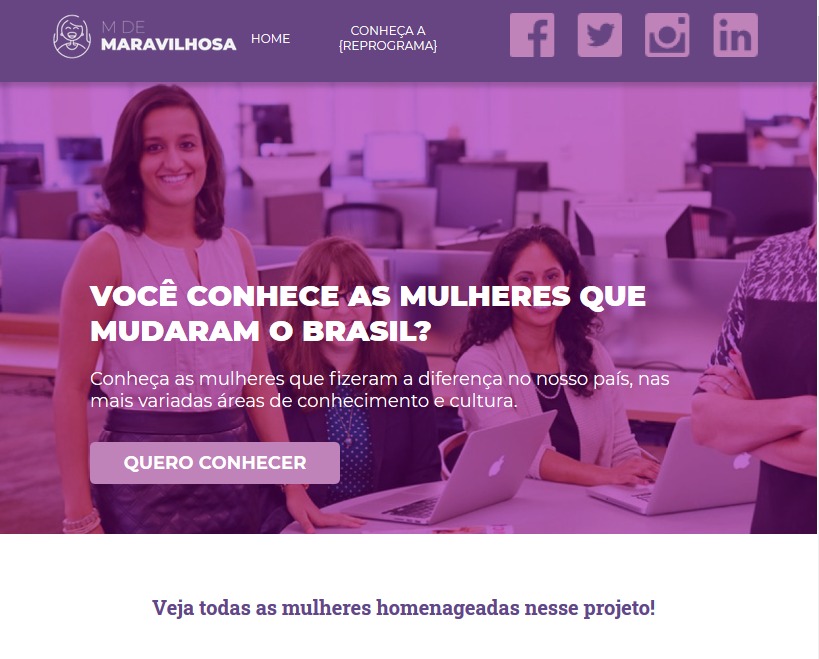 M DE
MARAVILHOSA
HOME
CONHEÇA A
{REPROGRAMA}
VOCÊ CONHECE AS MULHERES QUE
MUDARAM O BRASIL?
Conheça as mulheres que fizeram a diferença no nosso país, nas
mais variadas áreas de conhecimento e cultura.
QUERO CONHECER
Veja todas as mulheres homenageadas nesse projeto!